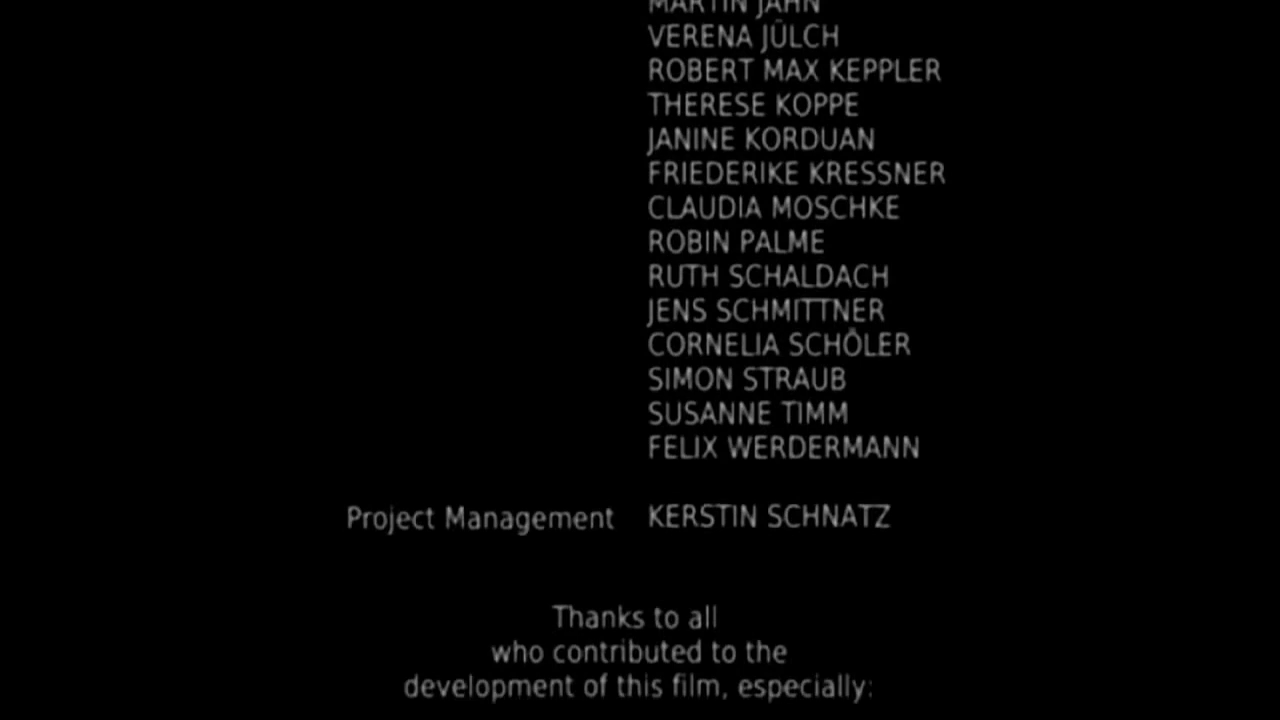 MARTIN JAHN
VERENA JÜLCH
ROBERT MAX KEPPLER
THERESE KOPPE
JANINE KORDUAN
FRIEDERIKE KRESSNER
CLAUDIA MOSCHKE
ROBIN PALME
RUTH SCHALDACH
JENS SCHMITTNER
CORNELIA SCHÖLER
SIMON STRAUB
SUSANNE TIMM
FELIX WERDERMANN
Project Management KERSTIN SCHNATZ
Thanks to all
who contributed to the
development of this film, especially: